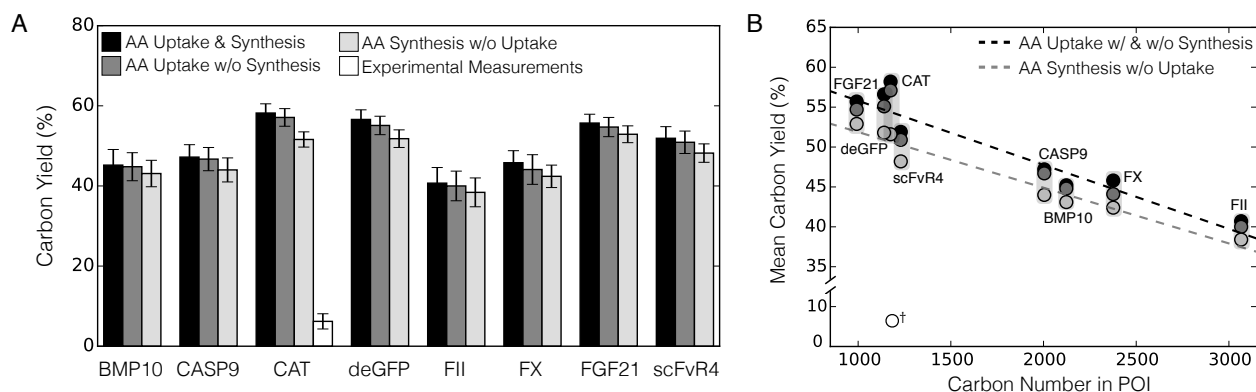 A
Carbon Yield (%)
80
60
40
20
0
AA Uptake & Synthesis
AA Uptake w/o Synthesis
AA Synthesis w/o Uptake
Experimental Measurements
BMP10 CASP9 CAT deGFP FII FX FGF21 scFvR4
B
Mean Carbon Yield (%)
65
60
55
50
45
40
35
10
0
AA Uptake w/ & w/o Synthesis
AA Synthesis w/o Uptake
FGF21
CAT
deGFP
scFvR4
CASP9
BMP10
FX
FII
†
1000 1500 2000 2500 3000
Carbon Number in POI